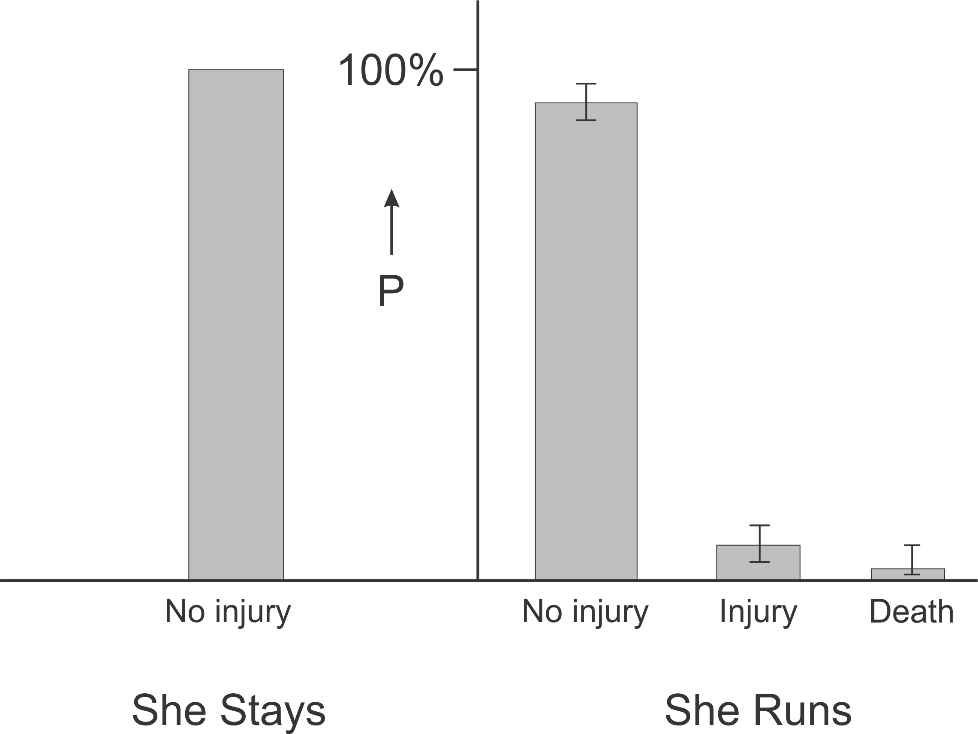 100%
P
No injury
No injury
Injury
Death
She Stays
She Runs